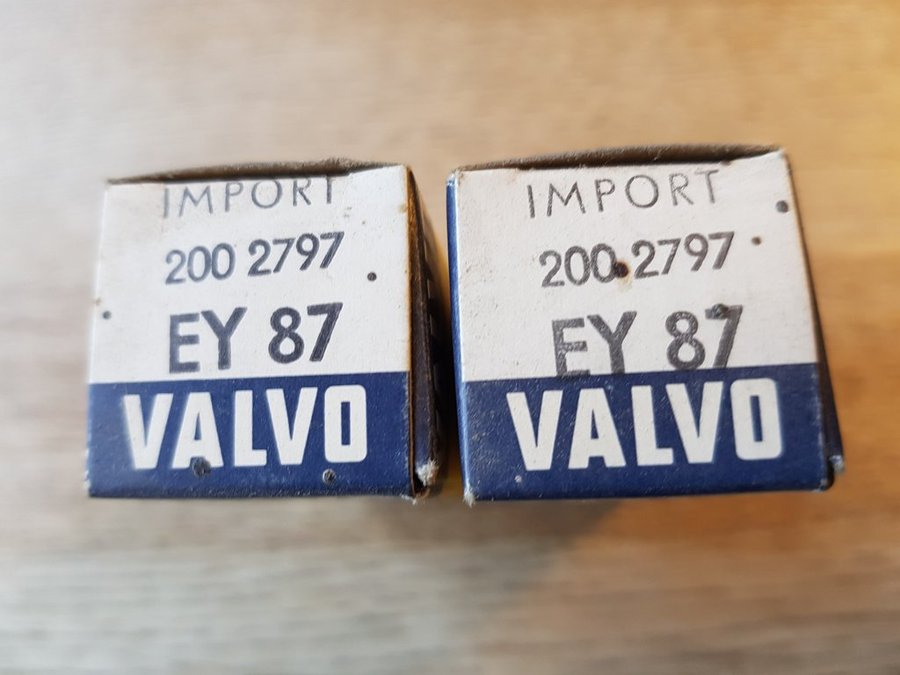 IMPORT
200 2797
EY 87
VALVO
IMPORT
200 2797
EY 87
VALVO